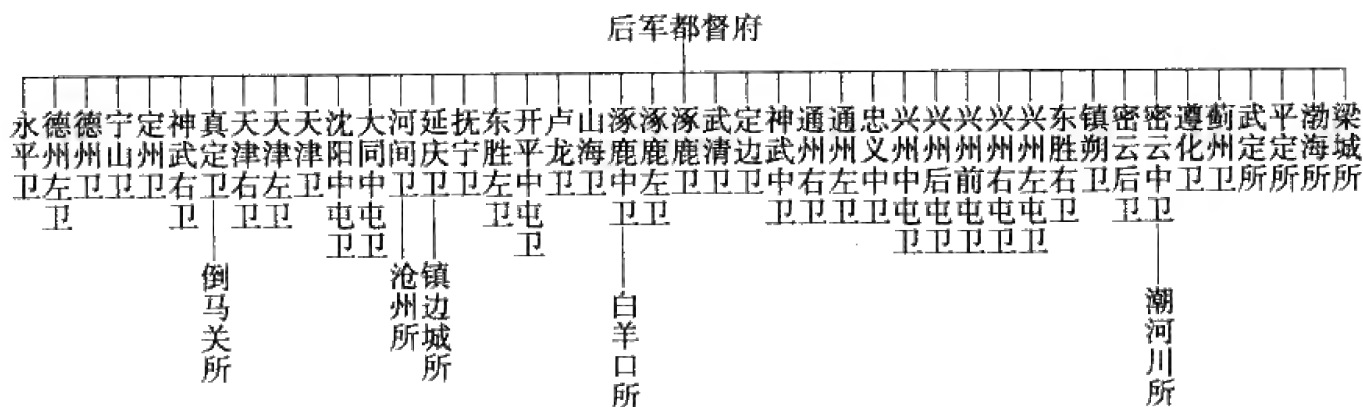 后军都督府
永平卫
德州左卫
德州卫
宁山卫
定州卫
神武右卫
真定卫
天津右卫
天津左卫
天津卫
沈阳中屯卫
大同中屯卫
河间卫
延庆卫
抚宁卫
东胜左卫
开平中屯卫
卢龙卫
山海卫
涿鹿中卫
涿鹿左卫
涿鹿卫
武清卫
定边卫
神武中卫
通州右卫
通州左卫
忠义中卫
兴州中屯卫
兴州后屯卫
兴州前屯卫
兴州右屯卫
兴州左屯卫
东胜右卫
镇朔卫
密云后卫
密云中卫
遵化卫
蓟州卫
武定所
平定所
渤海所
梁城所
倒马关所
沧州所
镇边城所
白羊口所
潮河川所